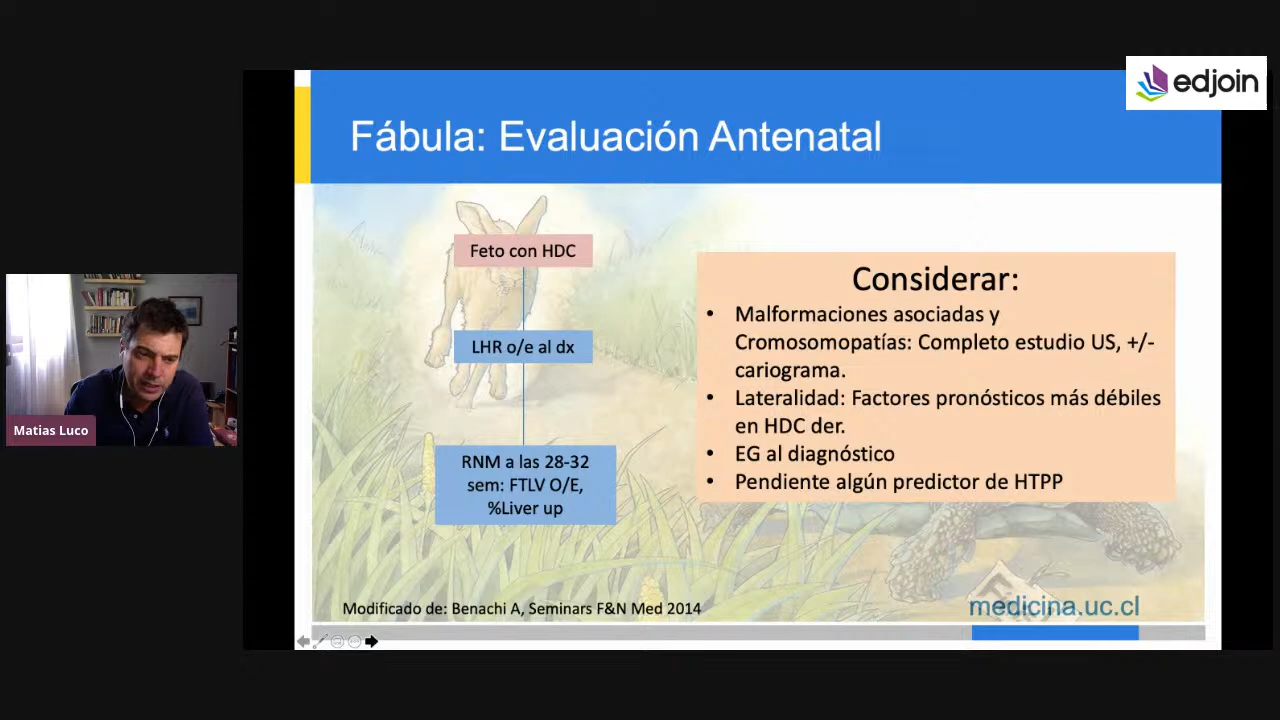 edjoin
Fábula: Evaluación Antenatal
Feto con HDC
LHR o/e al dx
RNM a las 28-32
sem: FTLV O/E,
%Liver up
Considerar:
• Malformaciones asociadas y
Cromosomopatías: Completo estudio US, +/-
cariograma.
• Lateralidad: Factores pronósticos más débiles
en HDC der.
• EG al diagnóstico
• Pendiente algún predictor de HTPP
Matias Luco
Modificado de: Benachi A, Seminars F&N Med 2014
medicina.uc.cl